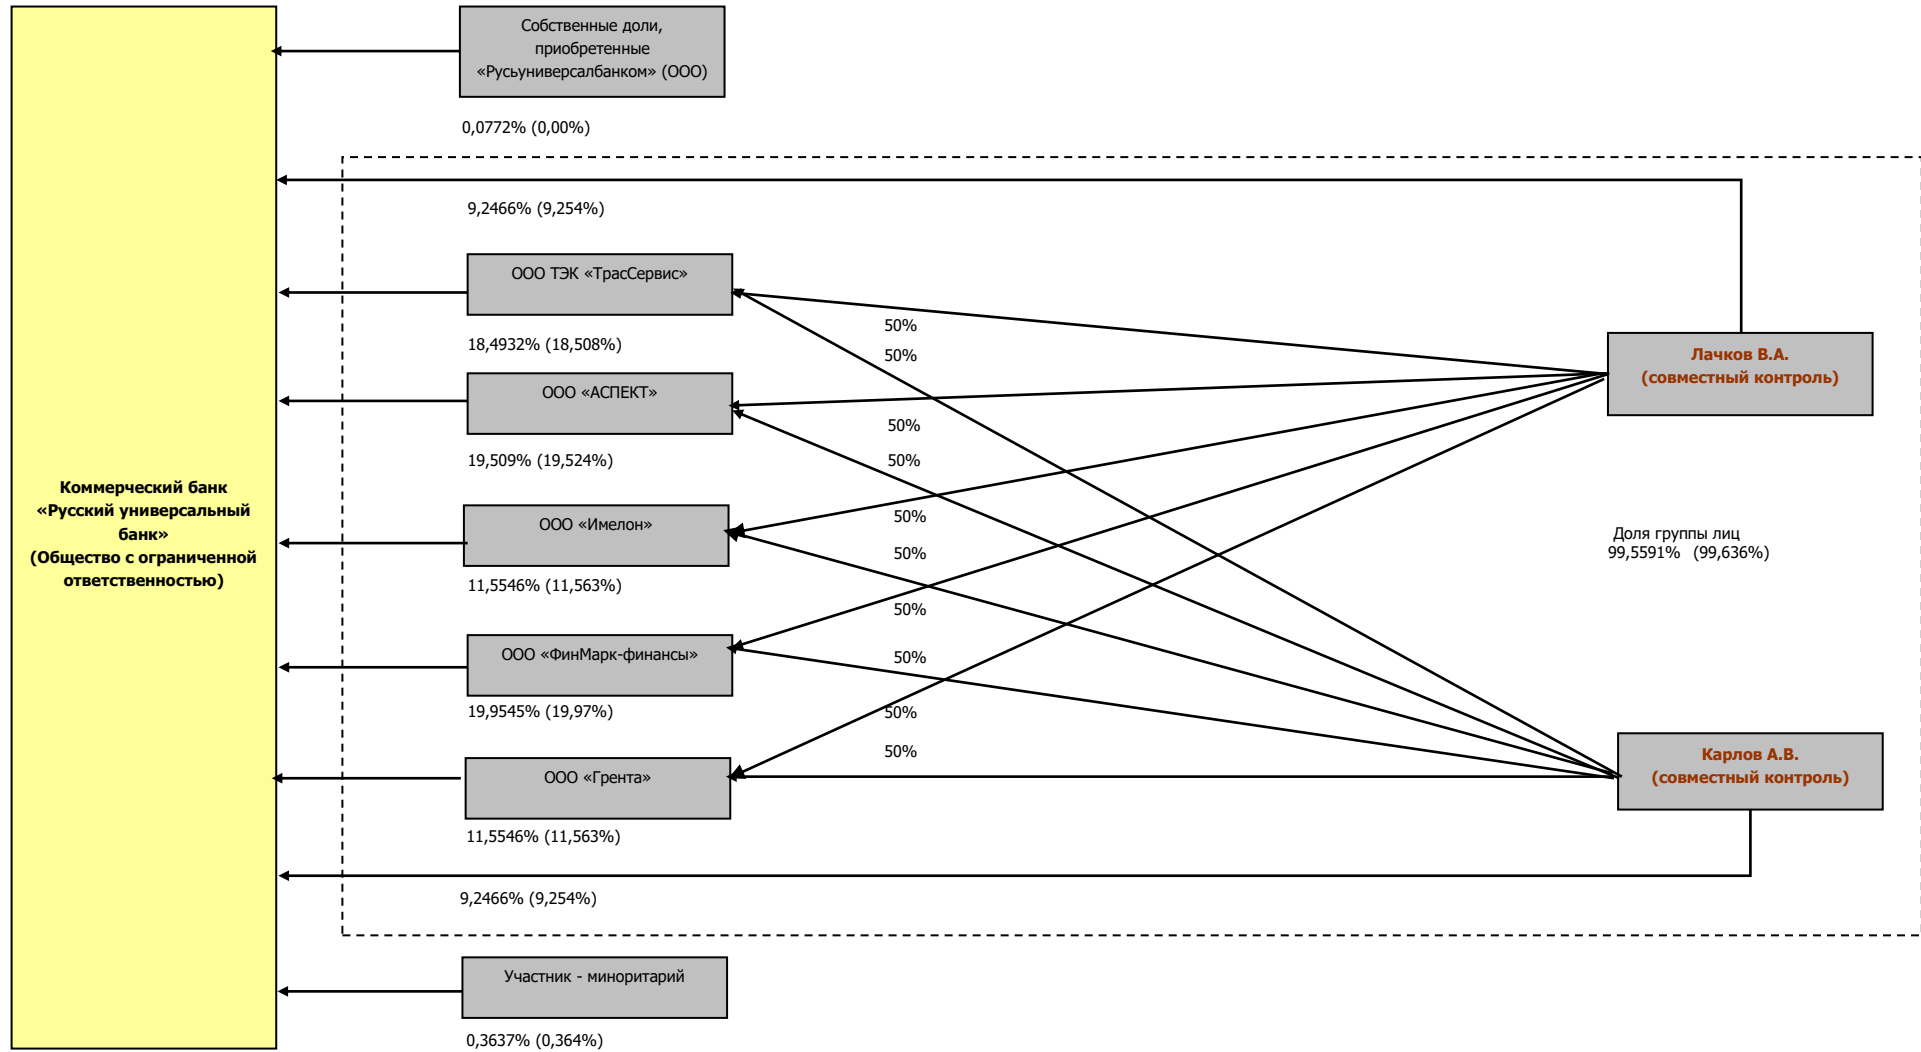 Собственные доли,
приобретенные
«Русьуниверсалбанком» (ООО)
0,0772% (0,00%)
9,2466% (9,254%)
ООО ТЭК «ТрасСервис»
18,4932% (18,508%)
ООО «АСПЕКТ»
19,509% (19,524%)
ООО «Имелон»
11,5546% (11,563%)
ООО «ФинМарк-финансы»
19,9545% (19,97%)
ООО «Грента»
11,5546% (11,563%)
9,2466% (9,254%)
Участник - миноритарий
0,3637% (0,364%)
Коммерческий банк
«Русский универсальный
банк»
(Общество с ограниченной
ответственностью)
50%
50%
50%
50%
50%
50%
50%
50%
50%
50%
Лачков В.А.
(совместный контроль)
Доля группы лиц
99,5591% (99,636%)
Карлов А.В.
(совместный контроль)